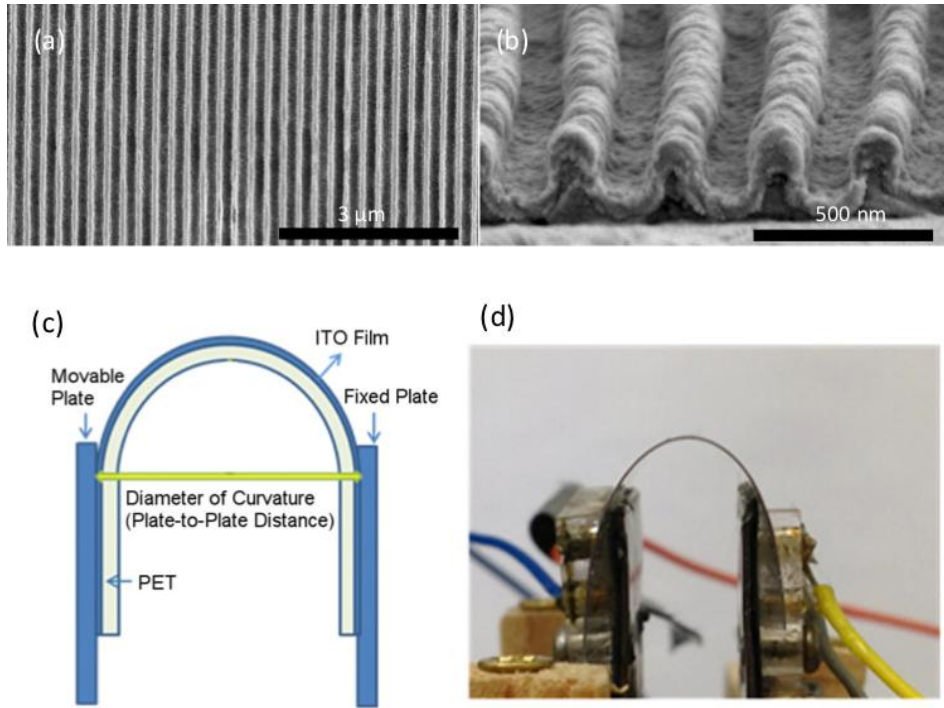 (a)
3 µm
(b)
500 nm
(c)
ITO Film
Movable
Plate
Fixed Plate
Diameter of Curvature
(Plate-to-Plate Distance)
PET
(d)